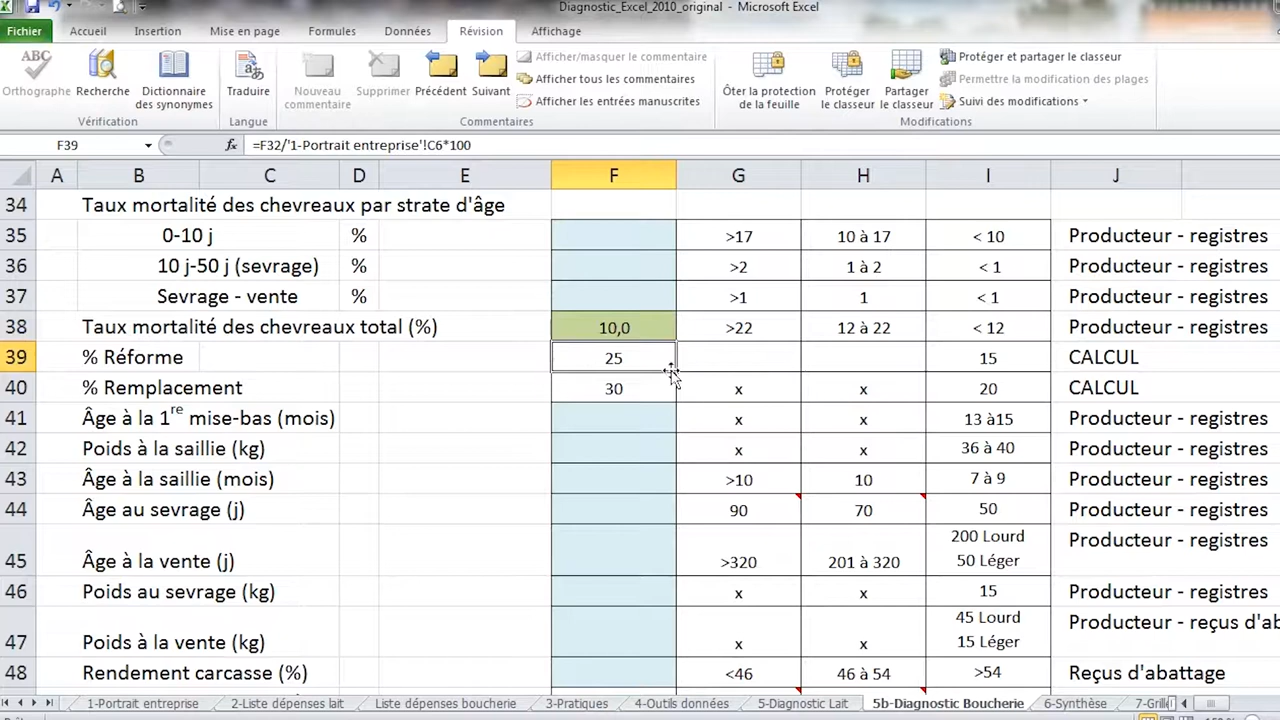 Diagnostic_Excel_2010_original - Microsoft Excel
Fichier Accueil Insertion Mise en page Formules Données Révision Affichage
ABC
Orthographe Recherche Dictionnaire des synonymes
Vérification
Traduire
Langue
Nouveau commentaire Supprimer Précédent Suivant
Afficher/masquer le commentaire
Afficher tous les commentaires
Afficher les entrées manuscrites
Commentaires
Ôter la protection de la feuille Protéger le classeur Partager le classeur
Protéger et partager le classeur
Permettre la modification des plages
Suivi des modifications
Modifications
F39 fx =F32/'1-Portrait entreprise'!C6*100
A B C D E F G H I J
34 Taux mortalité des chevreaux par strate d'âge
35 0-10 j % >17 10 à 17 < 10 Producteur - registres
36 10 j-50 j (sevrage) % >2 1 à 2 < 1 Producteur - registres
37 Sevrage - vente % >1 1 < 1 Producteur - registres
38 Taux mortalité des chevreaux total (%) 10,0 >22 12 à 22 < 12 Producteur - registres
39 % Réforme 25 15 CALCUL
40 % Remplacement 30 x x 20 CALCUL
41 Âge à la 1re mise-bas (mois) x x 13 à15 Producteur - registres
42 Poids à la saillie (kg) x x 36 à 40 Producteur - registres
43 Âge à la saillie (mois) >10 10 7 à 9 Producteur - registres
44 Âge au sevrage (j) 90 70 50 Producteur - registres
45 Âge à la vente (j) >320 201 à 320 200 Lourd 50 Léger Producteur - registres
46 Poids au sevrage (kg) x x 15 Producteur - registres
47 Poids à la vente (kg) x x 45 Lourd 15 Léger Producteur - reçus d'ab
48 Rendement carcasse (%) <46 46 à 54 >54 Reçus d'abattage
1-Portrait entreprise 2-Liste dépenses lait Liste dépenses boucherie 3-Pratiques 4-Outils données 5-Diagnostic Lait 5b-Diagnostic Boucherie 6-Synthèse 7-Grill